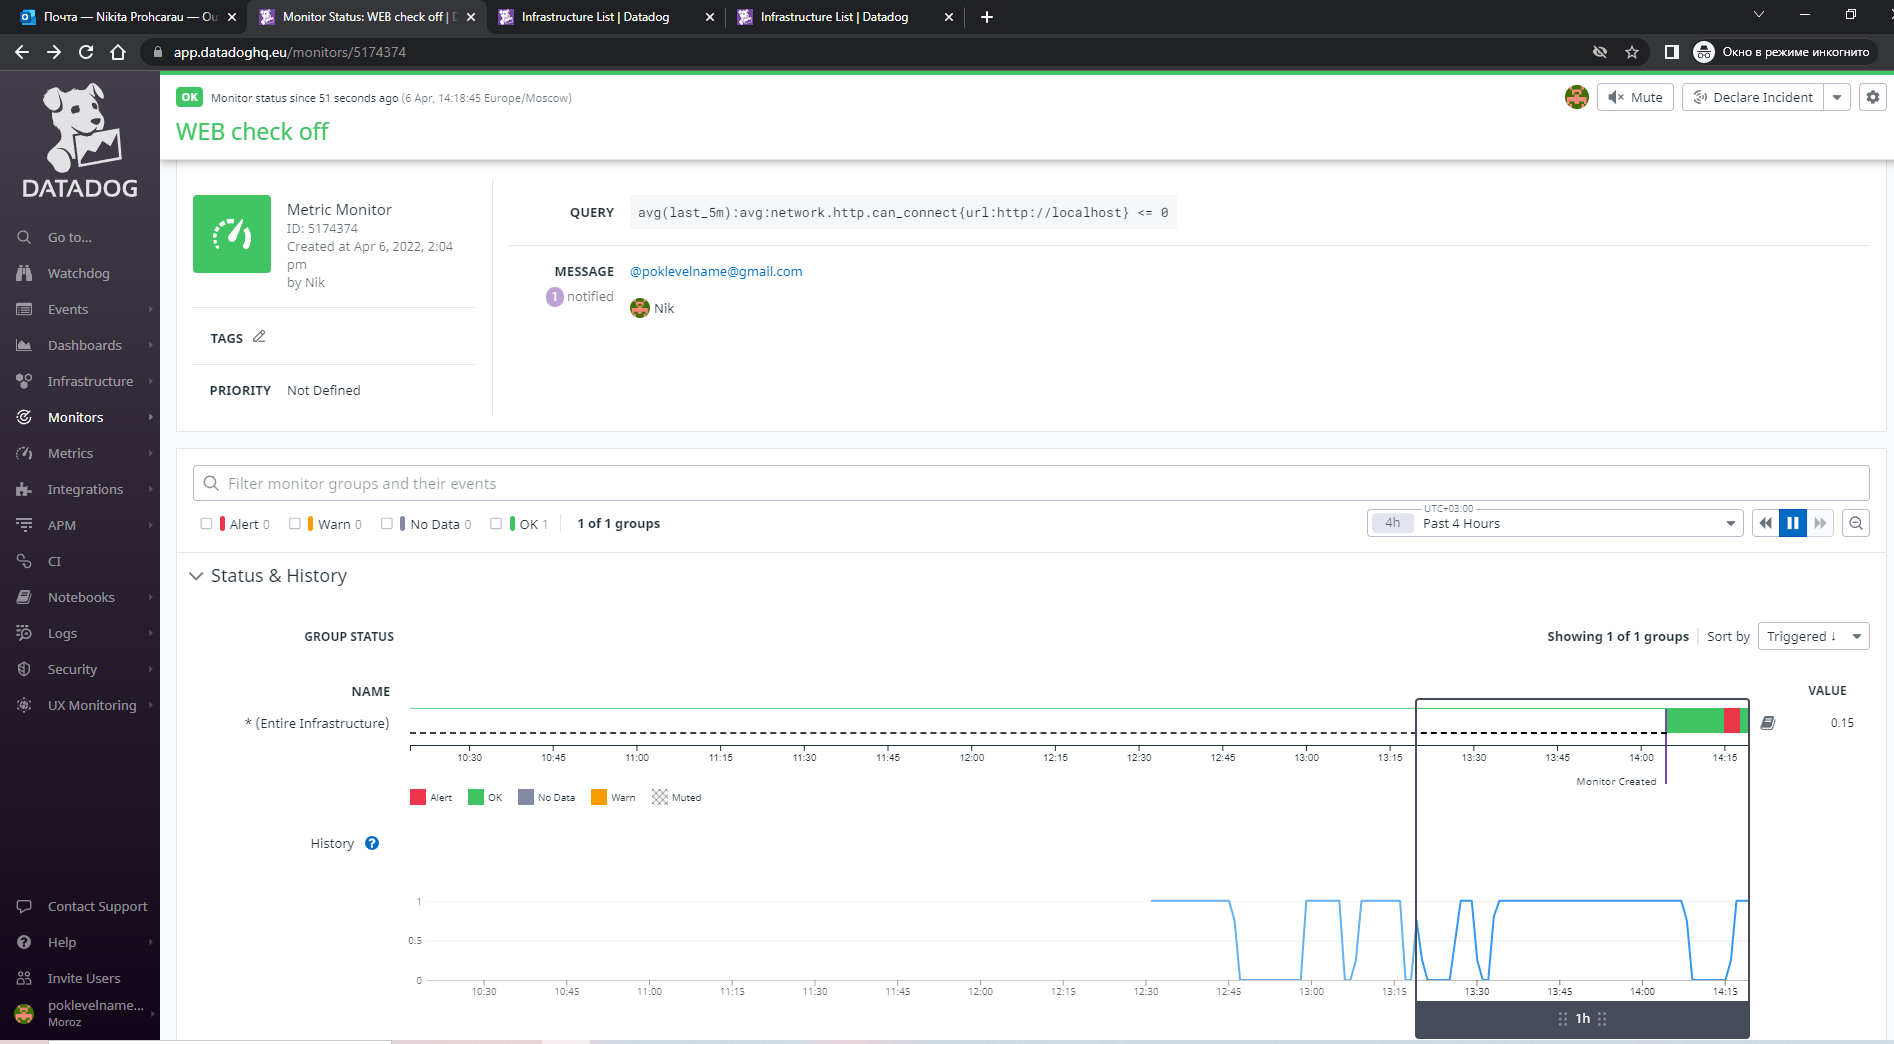 Почта — Nikita Prohcarau — Ou
Monitor Status: WEB check off | D
Infrastructure List | Datadog
Infrastructure List | Datadog
app.datadoghq.eu/monitors/5174374
Окно в режиме инкогнито
DATADOG
Go to...
Watchdog
Events
Dashboards
Infrastructure
Monitors
Metrics
Integrations
APM
CI
Notebooks
Logs
Security
UX Monitoring
Contact Support
Help
Invite Users
poklevelname...
Moroz
OK Monitor status since 51 seconds ago (6 Apr, 14:18:45 Europe/Moscow)
Mute
Declare Incident
WEB check off
Metric Monitor
ID: 5174374
Created at Apr 6, 2022, 2:04
pm
by Nik
TAGS
PRIORITY Not Defined
QUERY avg(last_5m):avg:network.http.can_connect{url:http://localhost} <= 0
MESSAGE @poklevelname@gmail.com
1 notified
Nik
Filter monitor groups and their events
Alert 0 Warn 0 No Data 0 OK 1 1 of 1 groups
UTC+03:00
4h Past 4 Hours
Status & History
GROUP STATUS
Showing 1 of 1 groups Sort by Triggered ↓
NAME VALUE
* (Entire Infrastructure) 0.15
10:30 10:45 11:00 11:15 11:30 11:45 12:00 12:15 12:30 12:45 13:00 13:15 13:30 13:45 14:00 14:15
Monitor Created
Alert OK No Data Warn Muted
History ?
1
0.5
0
10:30 10:45 11:00 11:15 11:30 11:45 12:00 12:15 12:30 12:45 13:00 13:15 13:30 13:45 14:00 14:15
1h